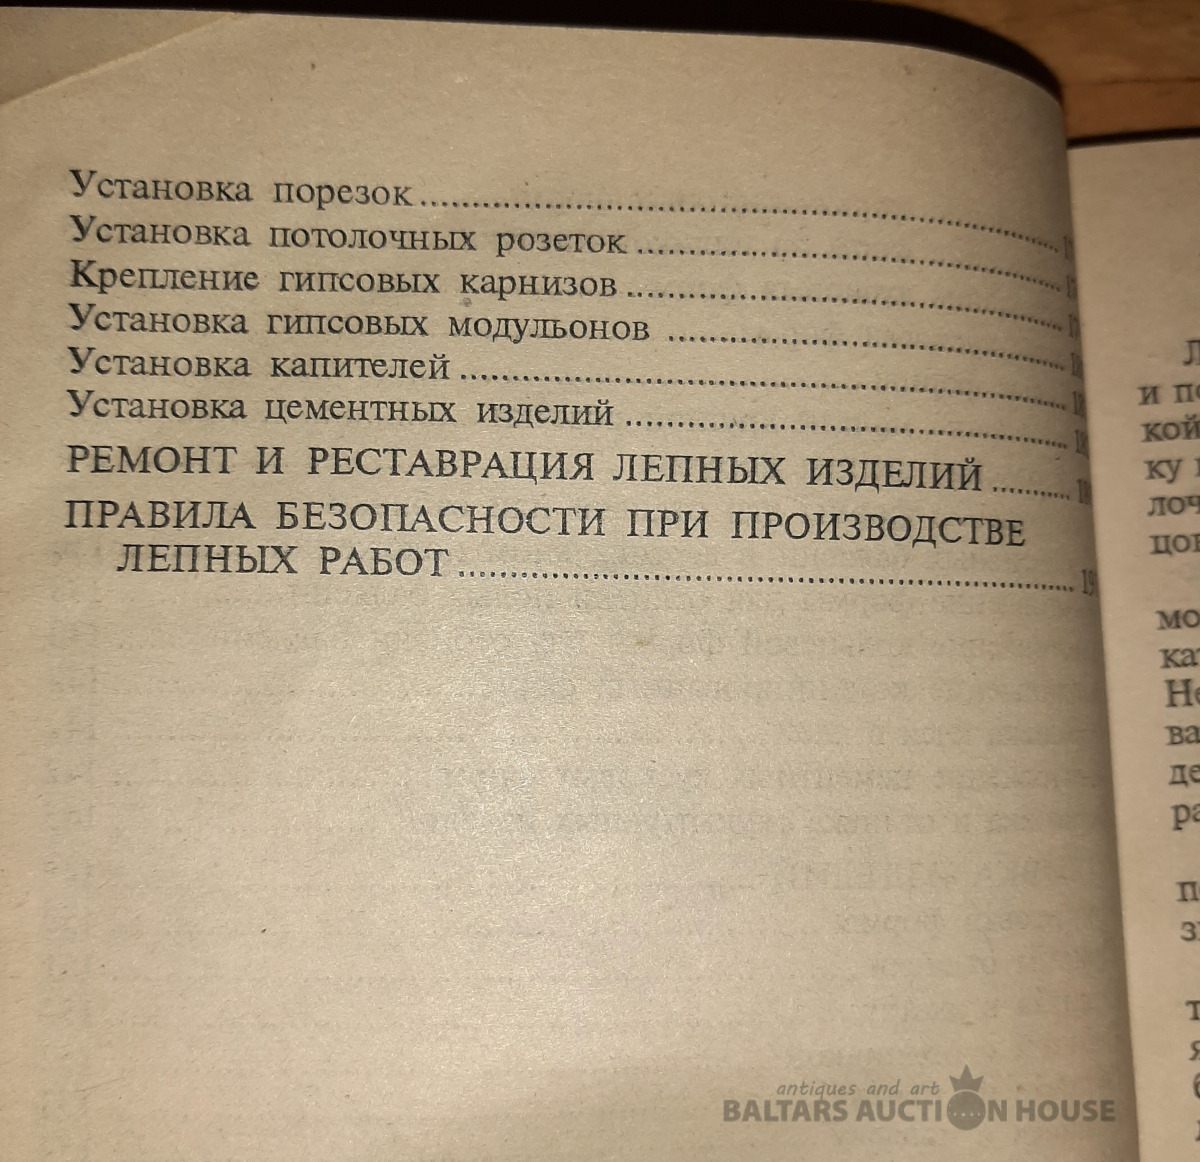 Установка порезок
Установка потолочных розеток
Крепление гипсовых карнизов
Установка гипсовых модульонов
Установка капителей
Установка цементных изделий
РЕМОНТ И РЕСТАВРАЦИЯ ЛЕПНЫХ ИЗДЕЛИЙ
ПРАВИЛА БЕЗОПАСНОСТИ ПРИ ПРОИЗВОДСТВЕ
ЛЕПНЫХ РАБОТ
antiques and art
BALTARS AUCTION HOUSE